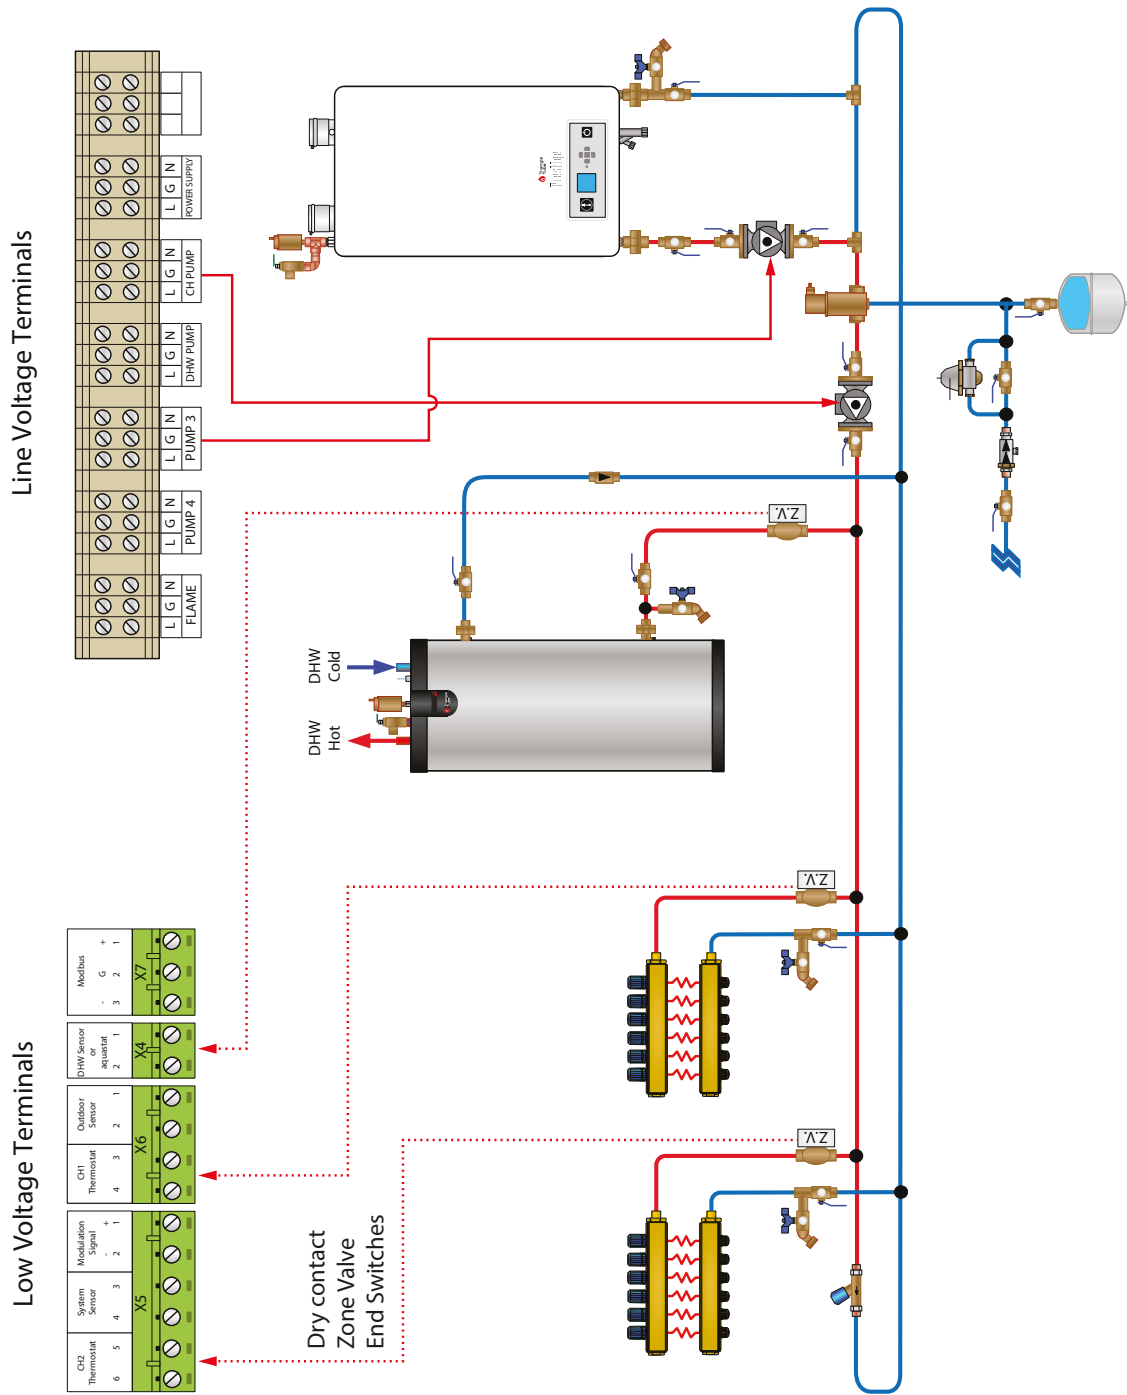 Low Voltage Terminals
CH2
Thermostat
6 5
System
Sensor
4 3
Modulation
Signal
- +
2 1
X5
CH1
Thermostat
4 3
Outdoor
Sensor
2 1
X6
DHW Sensor
or
aquastat
2 1
X4
Modbus
- G +
3 2 1
X7
Line Voltage Terminals
L G N
FLAME
L G N
PUMP 4
L G N
PUMP 3
L G N
DHW PUMP
L G N
CH PUMP
L G N
POWER SUPPLY
Dry contact
Zone Valve
End Switches
DHW
Hot
DHW
Cold
Z.V.
Z.V.
Z.V.